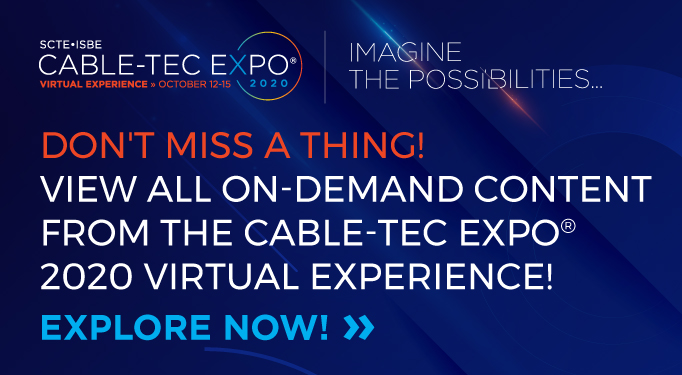 SCTE•ISBE
CABLE-TEC EXPO®
VIRTUAL EXPERIENCE » OCTOBER 12-15
2020
IMAGINE
THE POSSIBILITIES...
DON'T MISS A THING!
VIEW ALL ON-DEMAND CONTENT
FROM THE CABLE-TEC EXPO®
2020 VIRTUAL EXPERIENCE!
EXPLORE NOW! »